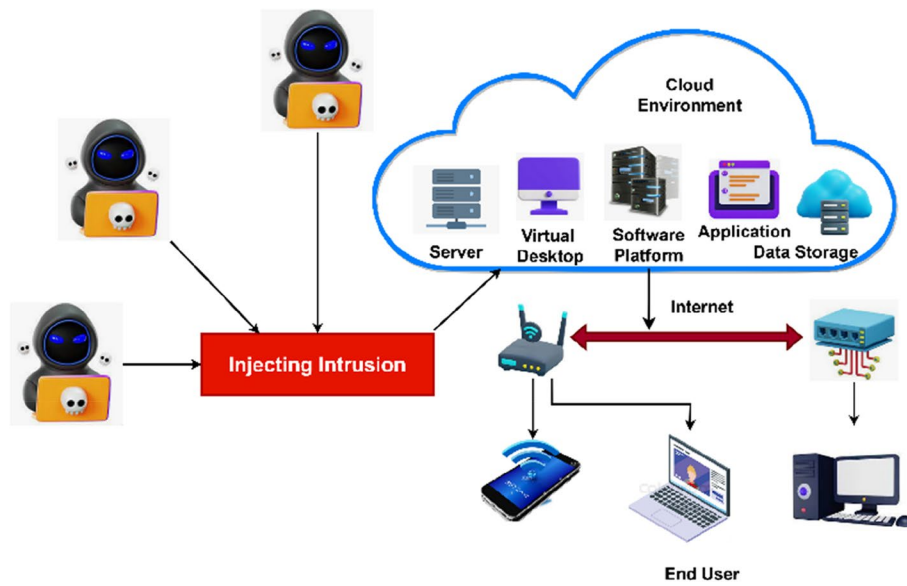 Cloud
Environment
Server
Virtual
Desktop
Software
Platform
Application
Data Storage
Internet
Injecting Intrusion
End User